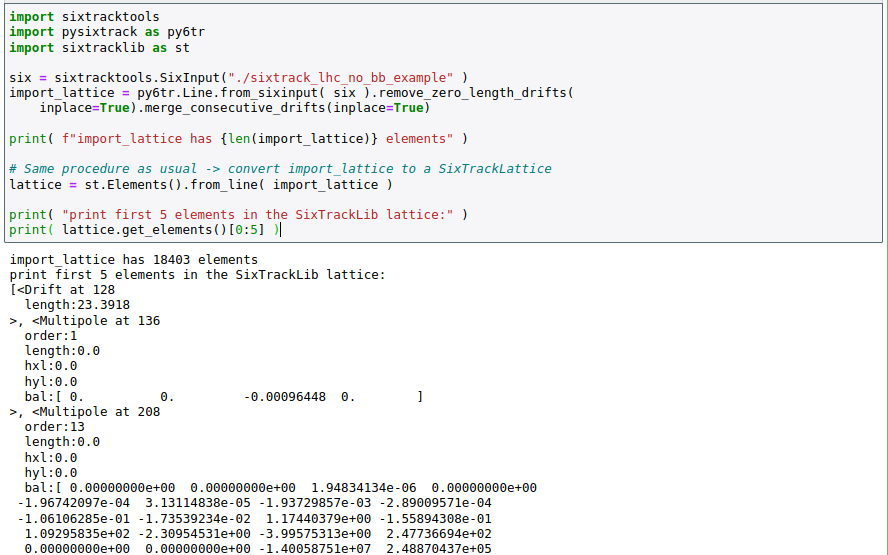 import sixtracktools
import pysixtrack as py6tr
import sixtracklib as st

six = sixtracktools.SixInput("./sixtrack_lhc_no_bb_example" )
import_lattice = py6tr.Line.from_sixinput( six ).remove_zero_length_drifts(
    inplace=True).merge_consecutive_drifts(inplace=True)

print( f"import_lattice has {len(import_lattice)} elements" )

# Same procedure as usual -> convert import_lattice to a SixTrackLattice
lattice = st.Elements().from_line( import_lattice )

print( "print first 5 elements in the SixTrackLib lattice:" )
print( lattice.get_elements()[0:5] )
import_lattice has 18403 elements
print first 5 elements in the SixTrackLib lattice:
[<Drift at 128
  length:23.3918
>, <Multipole at 136
  order:1
  length:0.0
  hxl:0.0
  hyl:0.0
  bal:[ 0.          0.         -0.00096448  0.        ]
>, <Multipole at 208
  order:13
  length:0.0
  hxl:0.0
  hyl:0.0
  bal:[ 0.00000000e+00  0.00000000e+00  1.94834134e-06  0.00000000e+00
 -1.96742097e-04  3.13114838e-05 -1.93729857e-03 -2.89009571e-04
 -1.06106285e-01 -1.73539234e-02  1.17440379e+00 -1.55894308e-01
  1.09295835e+02 -2.30954531e+00 -3.99575313e+00  2.47736694e+02
  0.00000000e+00  0.00000000e+00 -1.40058751e+07  2.48870437e+05